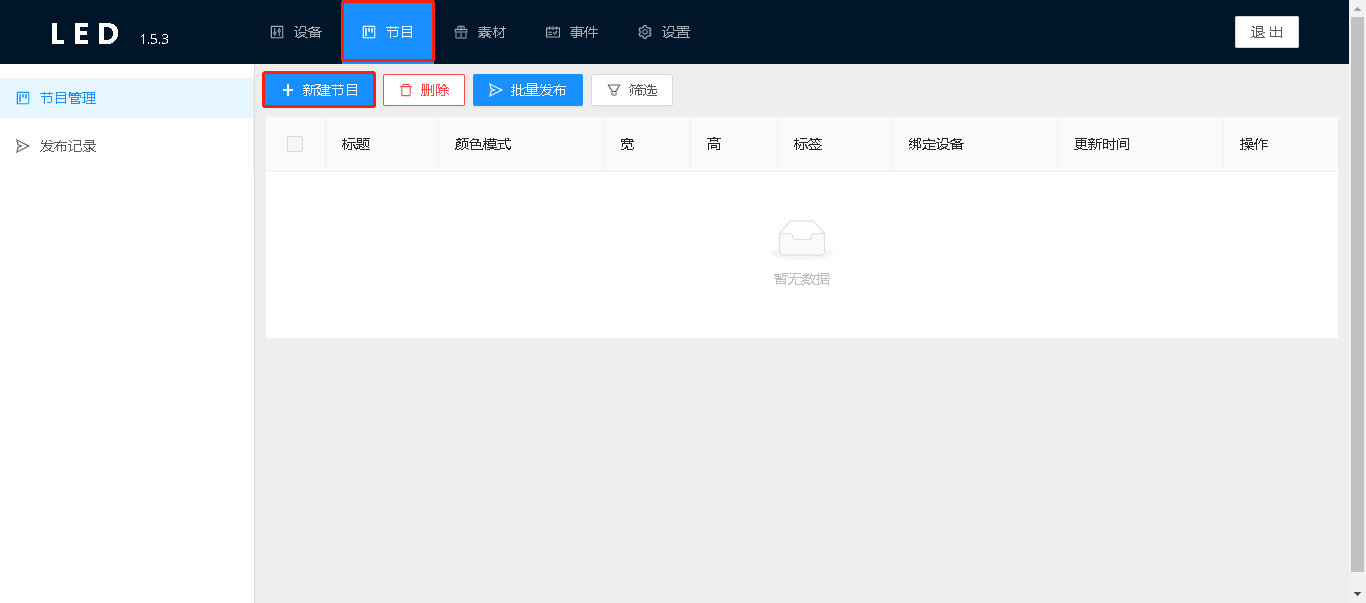 LED 1.5.3 设备 节目 素材 事件 设置 退出
节目管理
发布记录
新建节目 删除 批量发布 筛选
标题 颜色模式 宽 高 标签 绑定设备 更新时间 操作
暂无数据